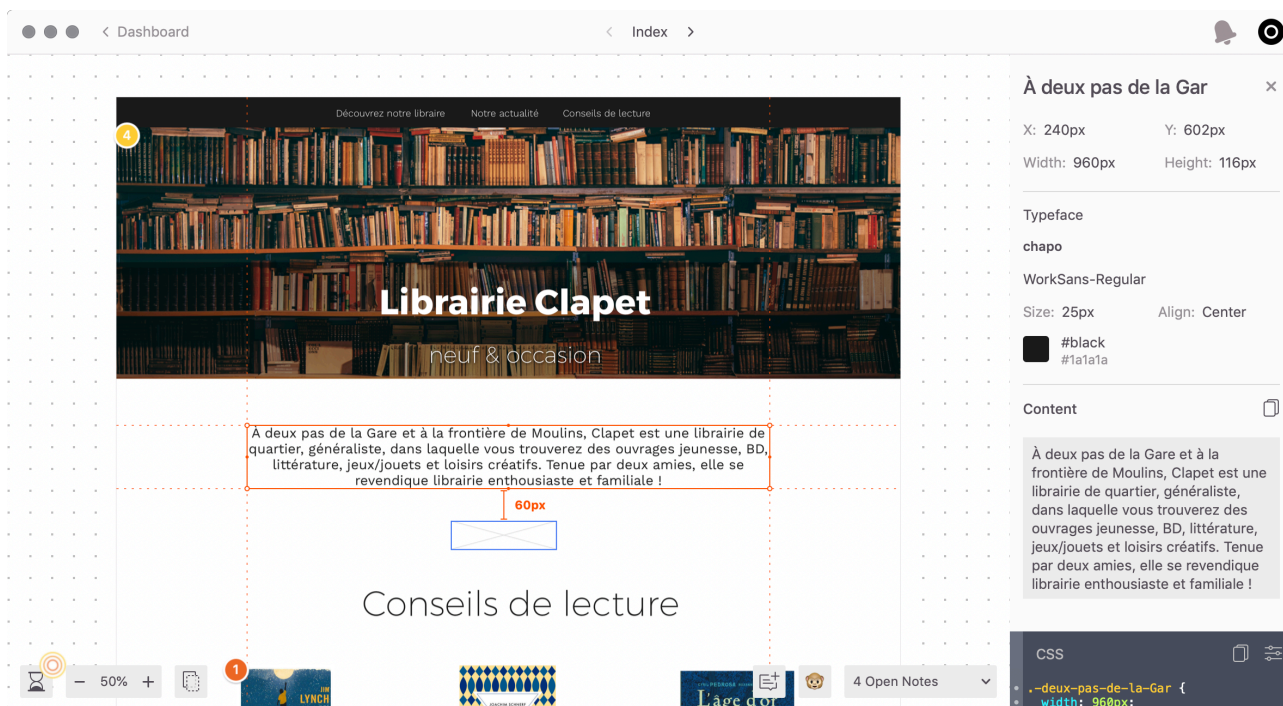 Dashboard
Index
Découvrez notre libraire
Notre actualité
Conseils de lecture
4
Librairie Clapet
neuf & occasion
À deux pas de la Gare et à la frontière de Moulins, Clapet est une librairie de
quartier, généraliste, dans laquelle vous trouverez des ouvrages jeunesse, BD,
littérature, jeux/jouets et loisirs créatifs. Tenue par deux amies, elle se
revendique librairie enthousiaste et familiale !
60px
Conseils de lecture
1
JIM
LYNCH
JOACHIM SCHNERF
L'âge d'or
50%
4 Open Notes
À deux pas de la Gar
X: 240px
Y: 602px
Width: 960px
Height: 116px
Typeface
chapo
WorkSans-Regular
Size: 25px
Align: Center
#black
#1a1a1a
Content
À deux pas de la Gare et à la
frontière de Moulins, Clapet est une
librairie de quartier, généraliste,
dans laquelle vous trouverez des
ouvrages jeunesse, BD, littérature,
jeux/jouets et loisirs créatifs. Tenue
par deux amies, elle se revendique
librairie enthousiaste et familiale !
CSS
.-deux-pas-de-la-Gar {
width: 960px;